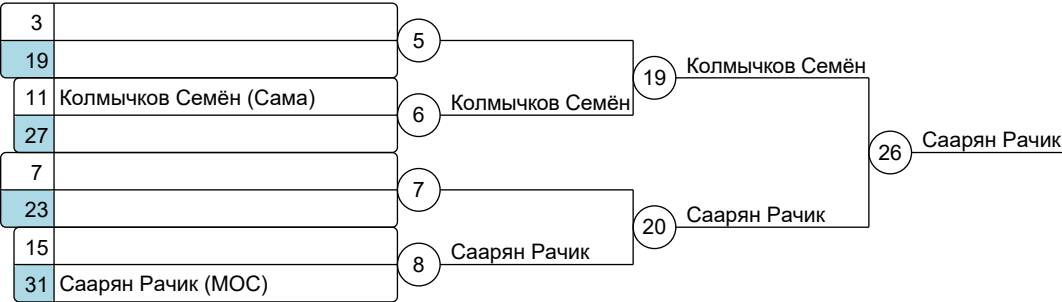 3
19
5
11 Колмычков Семён (Сама)
27
6
Колмычков Семён
19
Колмычков Семён
7
23
7
15
31 Саарян Рачик (МОС)
8
Саарян Рачик
20
Саарян Рачик
26
Саарян Рачик